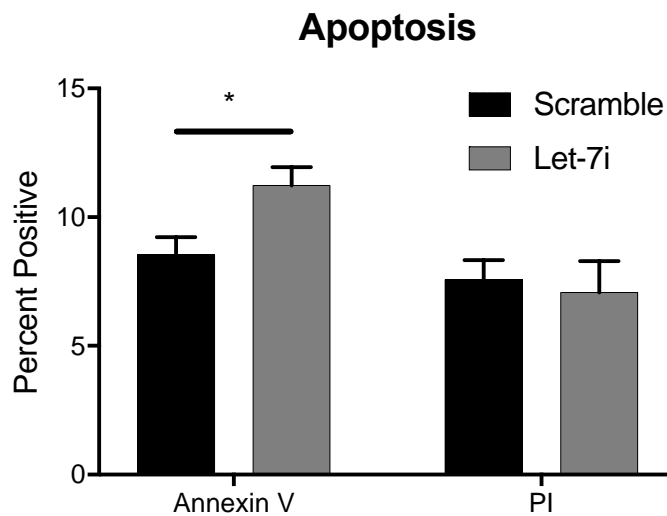 Apoptosis
*
Scramble
Let-7i
Percent Positive
15
10
5
0
Annexin V
PI